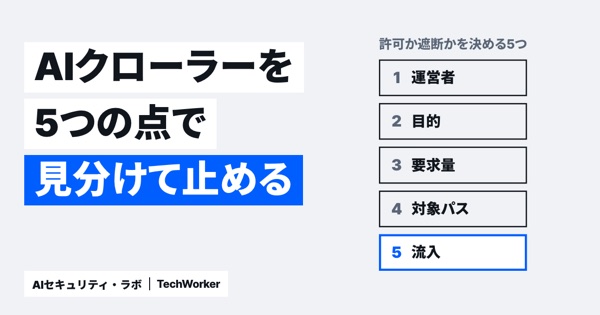 AIクローラーを
5つの点で
見分けて止める
許可か遮断かを決める5つ
1 運営者
2 目的
3 要求量
4 対象パス
5 流入
AIセキュリティ・ラボ | TechWorker